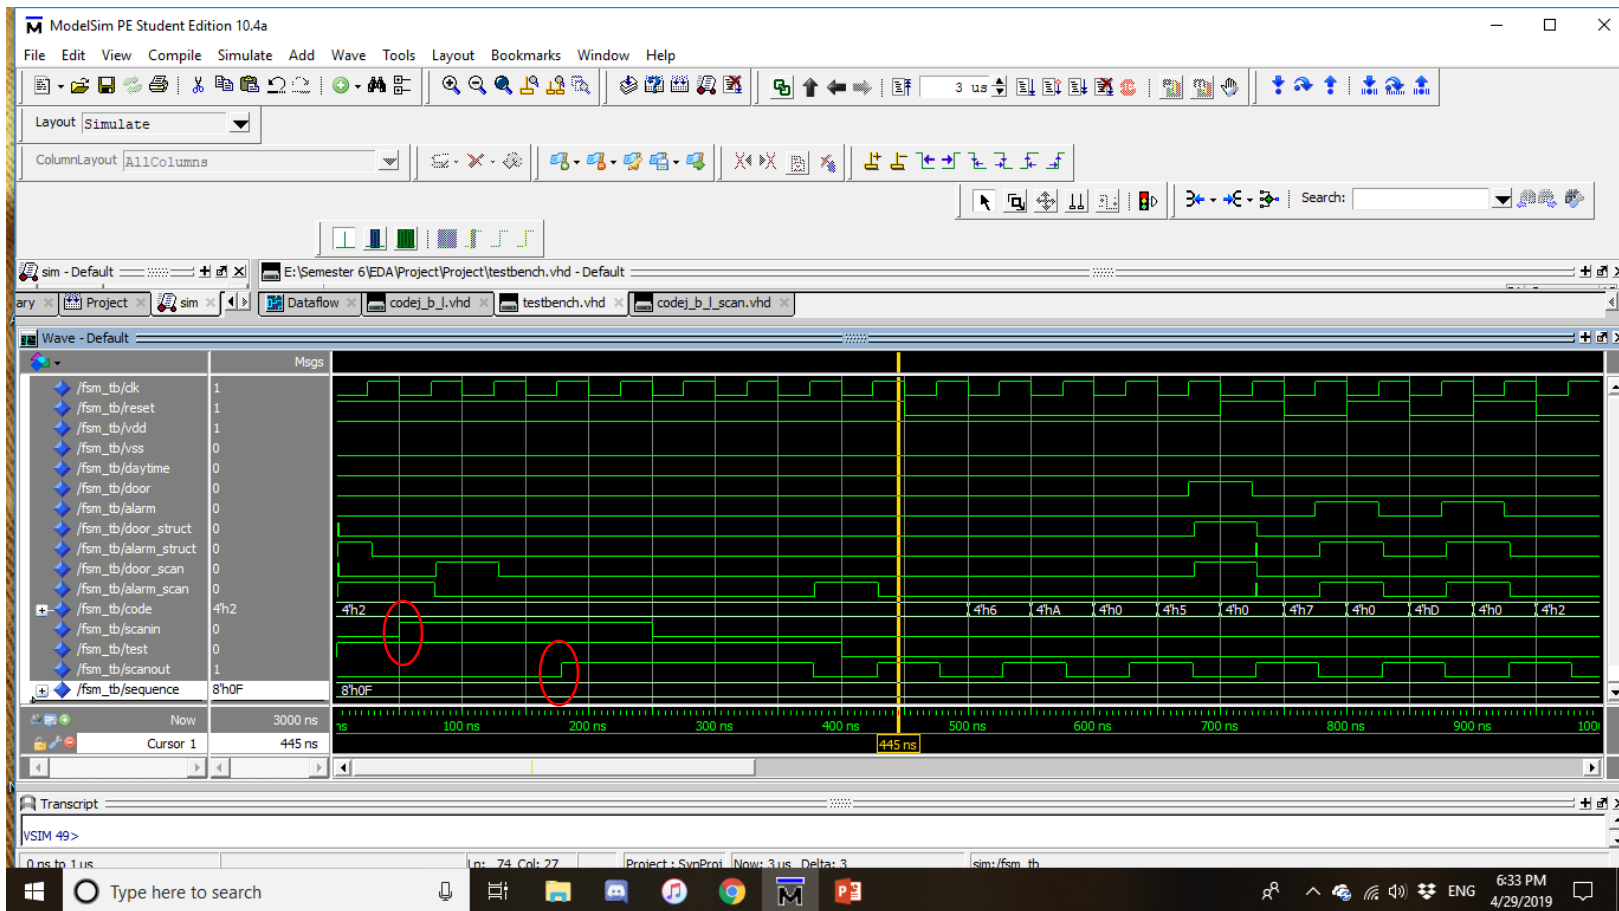 ModelSim PE Student Edition 10.4a
File Edit View Compile Simulate Add Wave Tools Layout Bookmarks Window Help
3 us
Layout Simulate
ColumnLayout AllColumns
Search:
sim - Default
E:\Semester 6\EDA\Project\Project\testbench.vhd - Default
ary Project sim Dataflow codej_b_l.vhd testbench.vhd codej_b_l_scan.vhd
Wave - Default
Msgs
/fsm_tb/clk 1
/fsm_tb/reset 1
/fsm_tb/vdd 1
/fsm_tb/vss 0
/fsm_tb/daytime 0
/fsm_tb/door 0
/fsm_tb/alarm 0
/fsm_tb/door_struct 0
/fsm_tb/alarm_struct 0
/fsm_tb/door_scan 0
/fsm_tb/alarm_scan 0
/fsm_tb/code 4'h2 4'h2 4'h6 4'hA 4'h0 4'h5 4'h0 4'h7 4'h0 4'hD 4'h0 4'h2
/fsm_tb/scanin 0
/fsm_tb/test 0
/fsm_tb/scanout 1
/fsm_tb/sequence 8'h0F 8'h0F
Now 3000 ns ns 100 ns 200 ns 300 ns 400 ns 500 ns 600 ns 700 ns 800 ns 900 ns 100
Cursor 1 445 ns 445 ns
Transcript
VSIM 49>
0 ns to 1 us Ln: 74 Col: 27 Project : SynProj Now: 3 us Delta: 3 sim:/fsm_tb
Type here to search
ENG
6:33 PM
4/29/2019